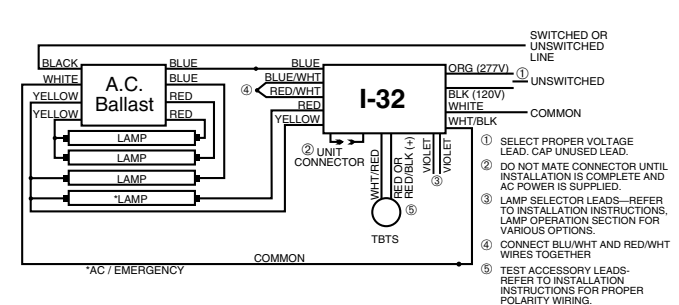 SWITCHED OR
UNSWITCHED
LINE
BLACK
BLUE
BLUE
ORG (277V)
①
UNSWITCHED
WHITE
BLUE
BLUE/WHT
④
RED/WHT
BLK (120V)
YELLOW
RED
RED
WHITE
COMMON
YELLOW
RED
YELLOW
WHT/BLK
A.C.
Ballast
I-32
LAMP
LAMP
LAMP
*LAMP
② UNIT
CONNECTOR
WHT/RED
RED OR
RED/BLK (+)
VIOLET
VIOLET
③
⑤
TBTS
COMMON
*AC / EMERGENCY
① SELECT PROPER VOLTAGE
LEAD. CAP UNUSED LEAD.
② DO NOT MATE CONNECTOR UNTIL
INSTALLATION IS COMPLETE AND
AC POWER IS SUPPLIED.
③ LAMP SELECTOR LEADS—REFER
TO INSTALLATION INSTRUCTIONS,
LAMP OPERATION SECTION FOR
VARIOUS OPTIONS.
④ CONNECT BLU/WHT AND RED/WHT
WIRES TOGETHER
⑤ TEST ACCESSORY LEADS-
REFER TO INSTALLATION
INSTRUCTIONS FOR PROPER
POLARITY WIRING.